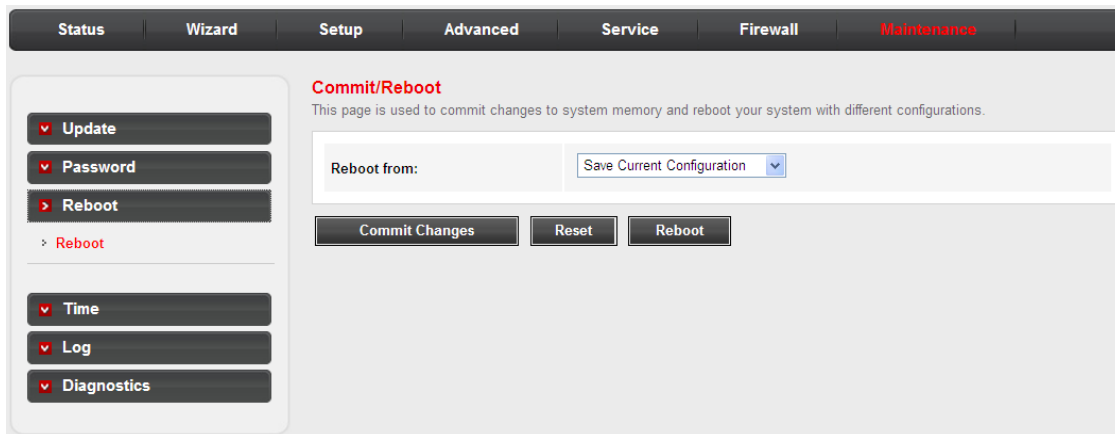 Status Wizard Setup Advanced Service Firewall Maintenance
Update
Password
Reboot
Reboot
Time
Log
Diagnostics
Commit/Reboot
This page is used to commit changes to system memory and reboot your system with different configurations.
Reboot from: Save Current Configuration
Commit Changes Reset Reboot